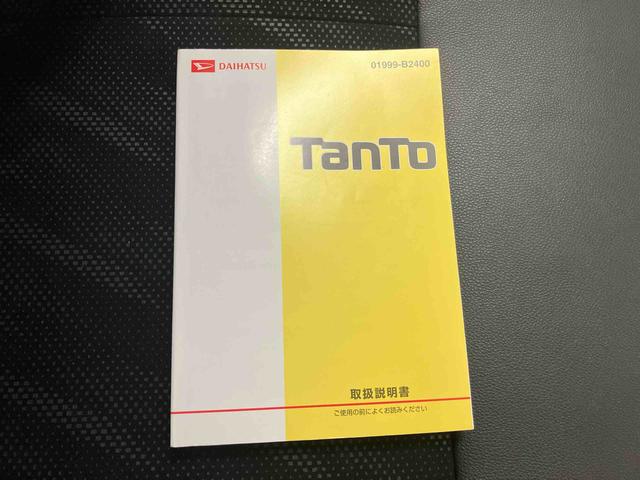 DAIHATSU
01999-B2400
TanTo
取扱説明書
ご使用の前によくお読みください